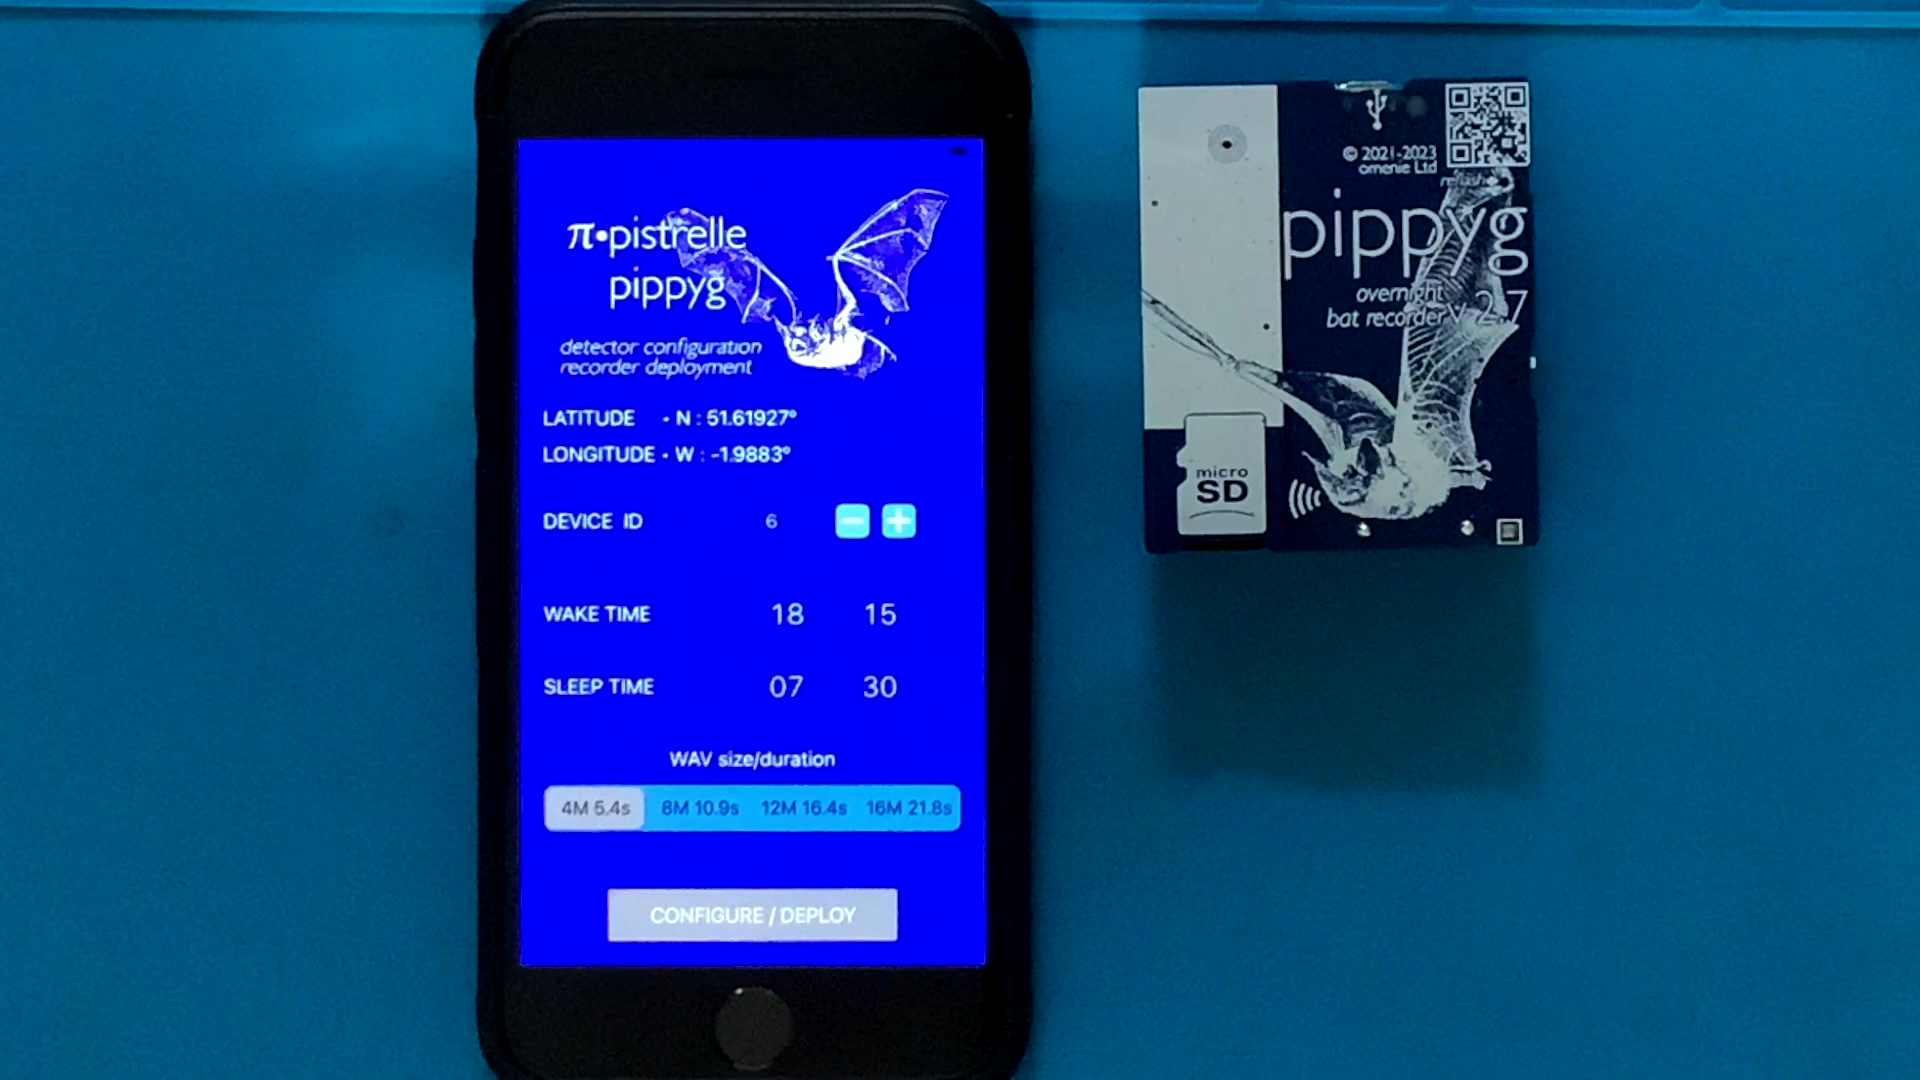 π•pistrelle
pippyg
detector configuration
recorder deployment
LATITUDE • N : 51.61927°
LONGITUDE • W : -1.9883°
DEVICE ID 6 − +
WAKE TIME 18 15
SLEEP TIME 07 30
WAV size/duration
4M 5.4s 8M 10.9s 12M 16.4s 16M 21.8s
CONFIGURE / DEPLOY
© 2021-2023
omenie Ltd
reflash
pippyg
overnight
bat recorder v 2.7
micro
SD